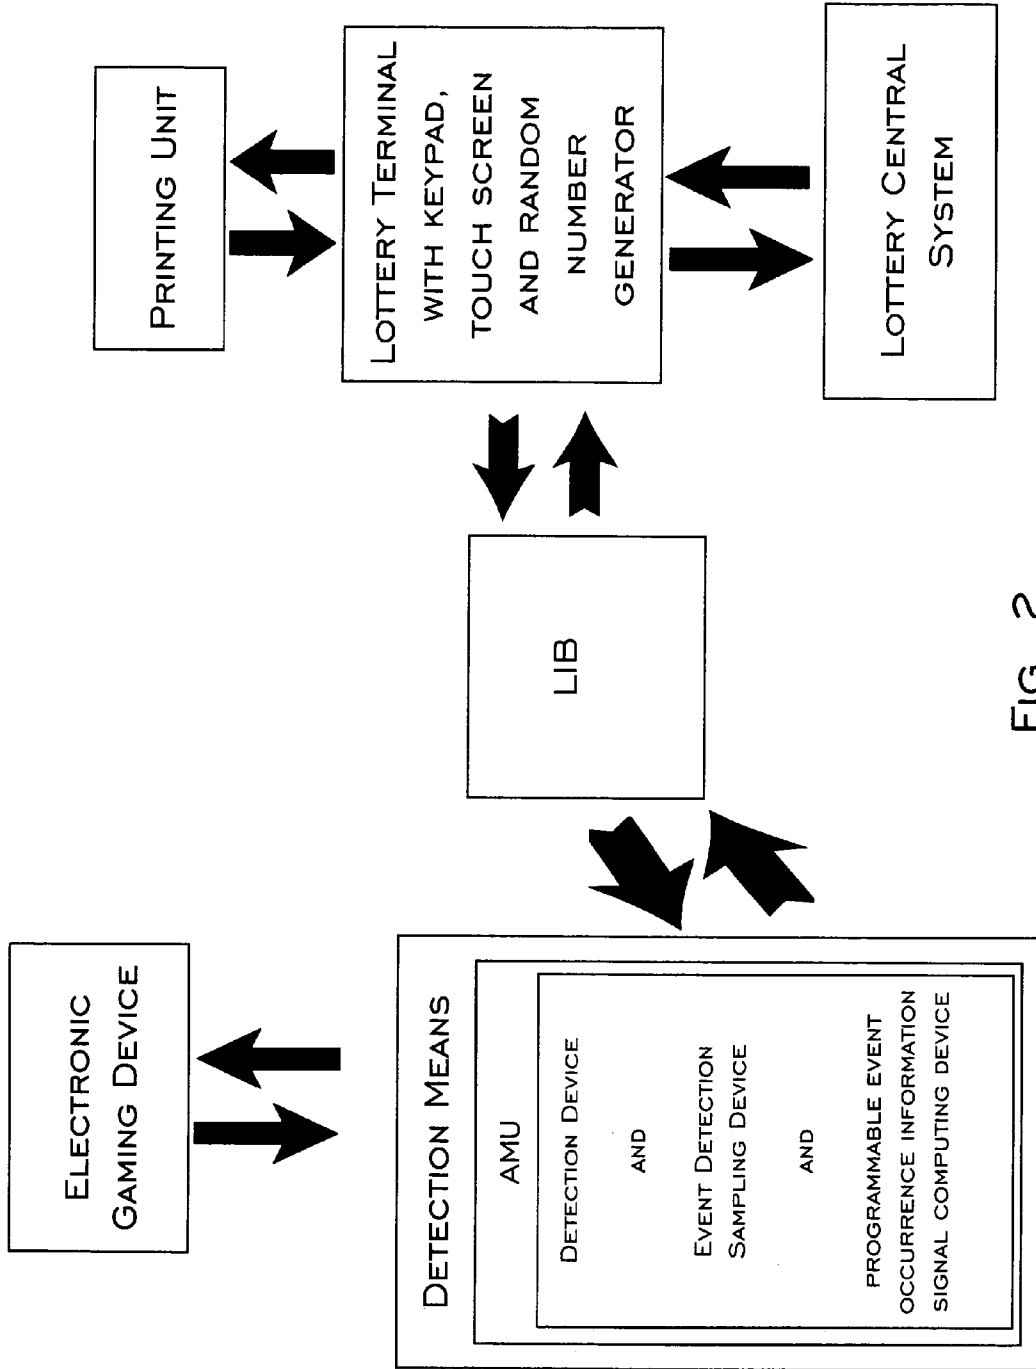 ELECTRONIC
GAMING DEVICE
DETECTION MEANS
AMU
DETECTION DEVICE
AND
EVENT DETECTION
SAMPLING DEVICE
AND
PROGRAMMABLE EVENT
OCCURRENCE INFORMATION
SIGNAL COMPUTING DEVICE
LIB
PRINTING UNIT
LOTTERY TERMINAL
WITH KEYPAD,
TOUCH SCREEN
AND RANDOM
NUMBER
GENERATOR
LOTTERY CENTRAL
SYSTEM
FIG. 2